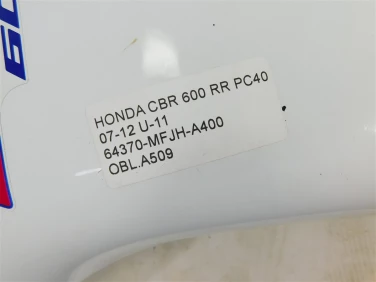 HONDA CBR 600 RR PC40
07-12 U-11
64370-MFJH-A400
OBL.A509